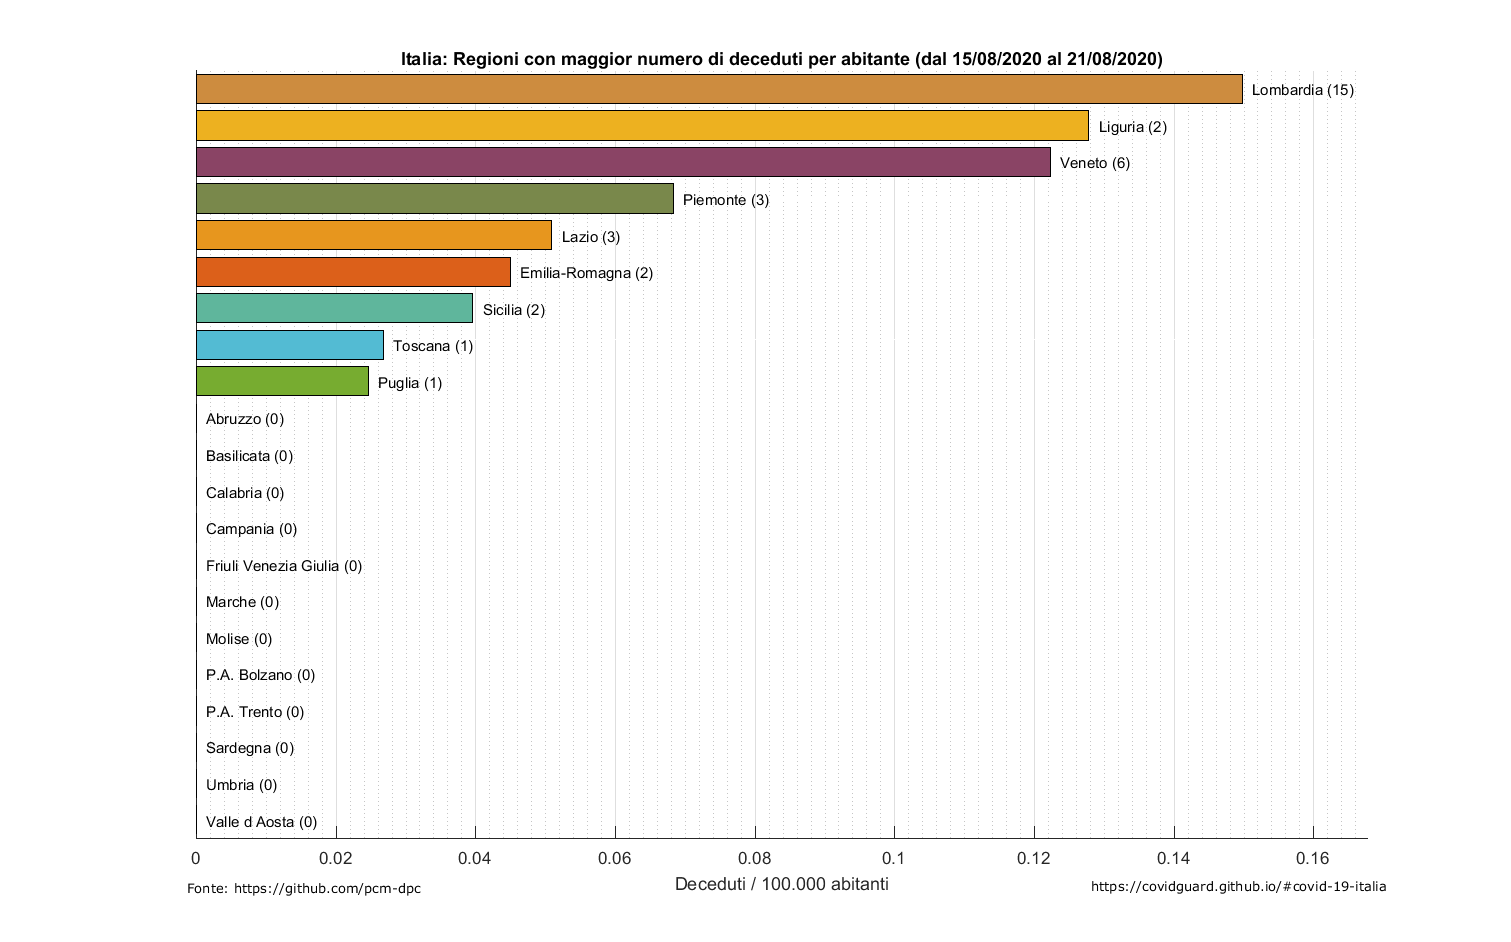 Italia: Regioni con maggior numero di deceduti per abitante (dal 15/08/2020 al 21/08/2020)
Lombardia (15)
Liguria (2)
Veneto (6)
Piemonte (3)
Lazio (3)
Emilia-Romagna (2)
Sicilia (2)
Toscana (1)
Puglia (1)
Abruzzo (0)
Basilicata (0)
Calabria (0)
Campania (0)
Friuli Venezia Giulia (0)
Marche (0)
Molise (0)
P.A. Bolzano (0)
P.A. Trento (0)
Sardegna (0)
Umbria (0)
Valle d Aosta (0)
0 0.02 0.04 0.06 0.08 0.1 0.12 0.14 0.16
Deceduti / 100.000 abitanti
Fonte: https://github.com/pcm-dpc
https://covidguard.github.io/#covid-19-italia